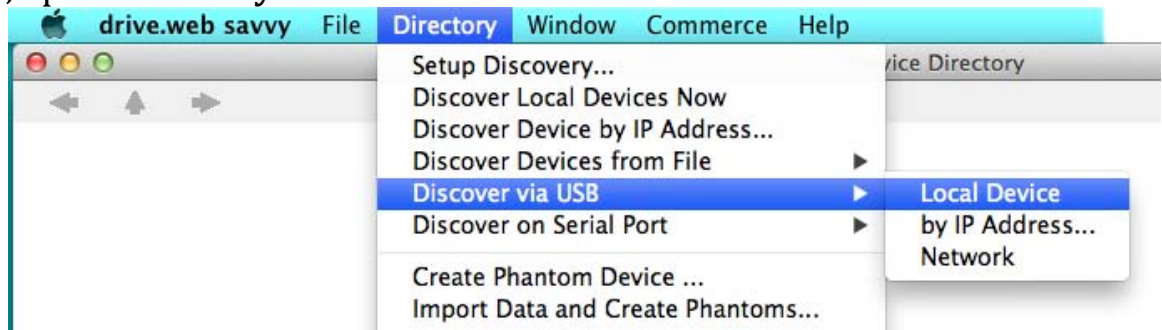 drive.web savvy File Directory Window Commerce Help
Setup Discovery...
vice Directory
Discover Local Devices Now
Discover Device by IP Address...
Discover Devices from File
Discover via USB
Local Device
Discover on Serial Port
by IP Address...
Network
Create Phantom Device ...
Import Data and Create Phantoms...